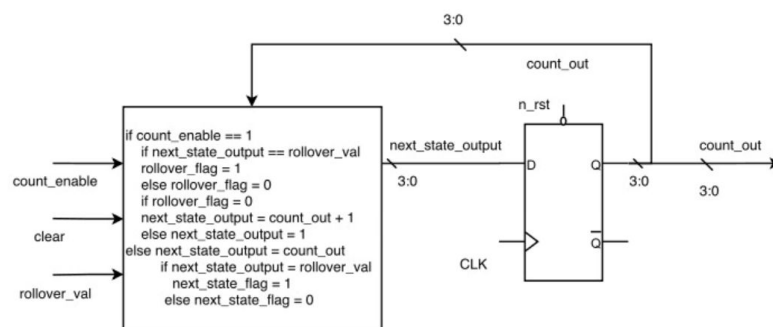 3:0
count_out
n_rst
if count_enable == 1
if next_state_output == rollover_val
rollover_flag = 1
else rollover_flag = 0
if rollover_flag = 0
next_state_output = count_out + 1
else next_state_output = 1
else next_state_output = count_out
if next_state_output = rollover_val
next_state_flag = 1
else next_state_flag = 0
count_enable
clear
rollover_val
next_state_output
3:0
D
Q
Q
CLK
3:0
count_out
3:0